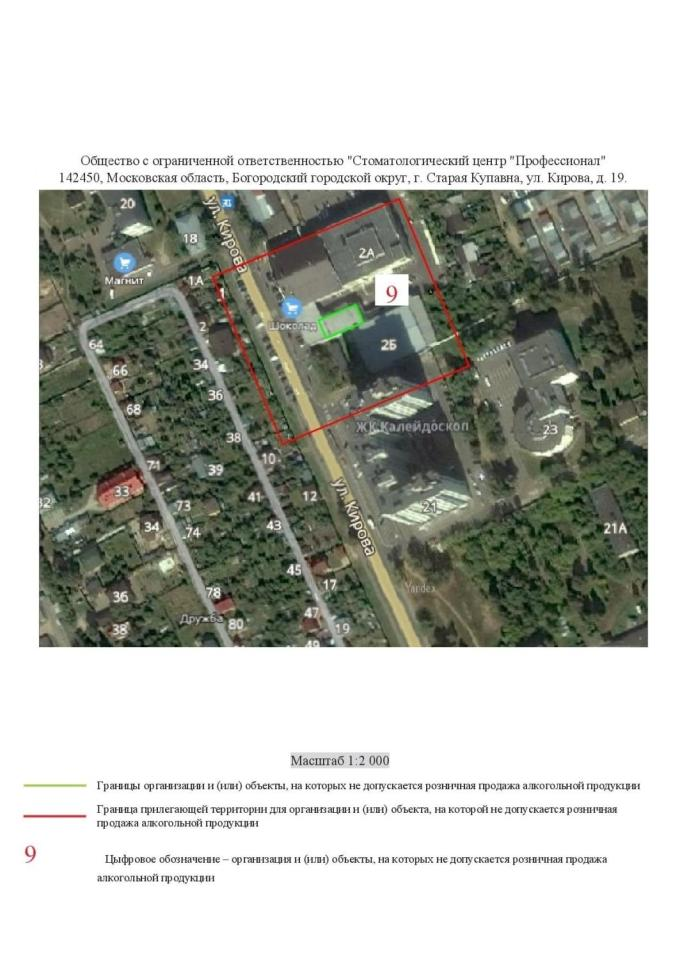 Общество с ограниченной ответственностью "Стоматологический центр "Профессионал"
142450, Московская область, Богородский городской округ, г. Старая Купавна, ул. Кирова, д. 19.
20
18
ул. Кирова
2А
Магнит
1А
9
Шоколад
2
2Б
64
34
66
36
68
ЖК Калейдоскоп
38
23
71
10
39
33
41
12
73
21
34
74
43
ул. Кирова
21А
45
17
36
78
Yandex
47
Дружба
80
38
19
49
Масштаб 1:2 000
Границы организации и (или) объекты, на которых не допускается розничная продажа алкогольной продукции
Граница прилегающей территории для организации и (или) объекта, на которой не допускается розничная
продажа алкогольной продукции
9
Цыфровое обозначение – организация и (или) объекты, на которых не допускается розничная продажа
алкогольной продукции